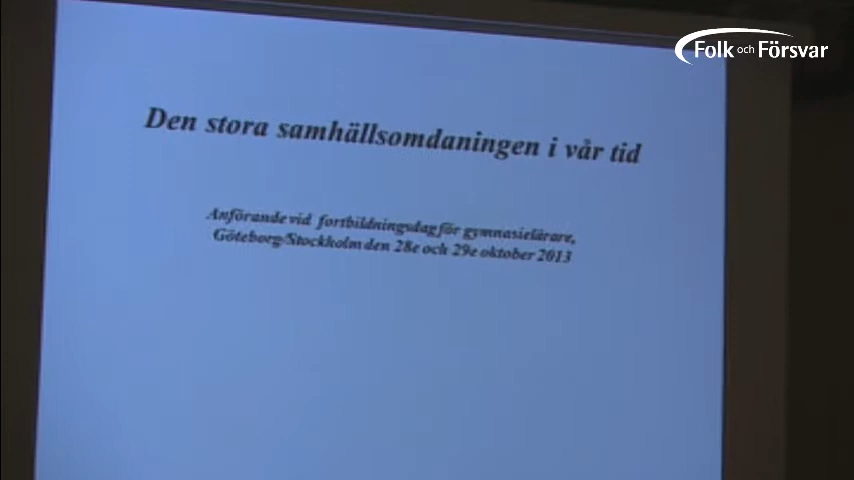 Folk och Försvar
Den stora samhällsomdaningen i vår tid
Anförande vid fortbildningsdag för gymnasielärare,
Göteborg/Stockholm den 28e och 29e oktober 2013